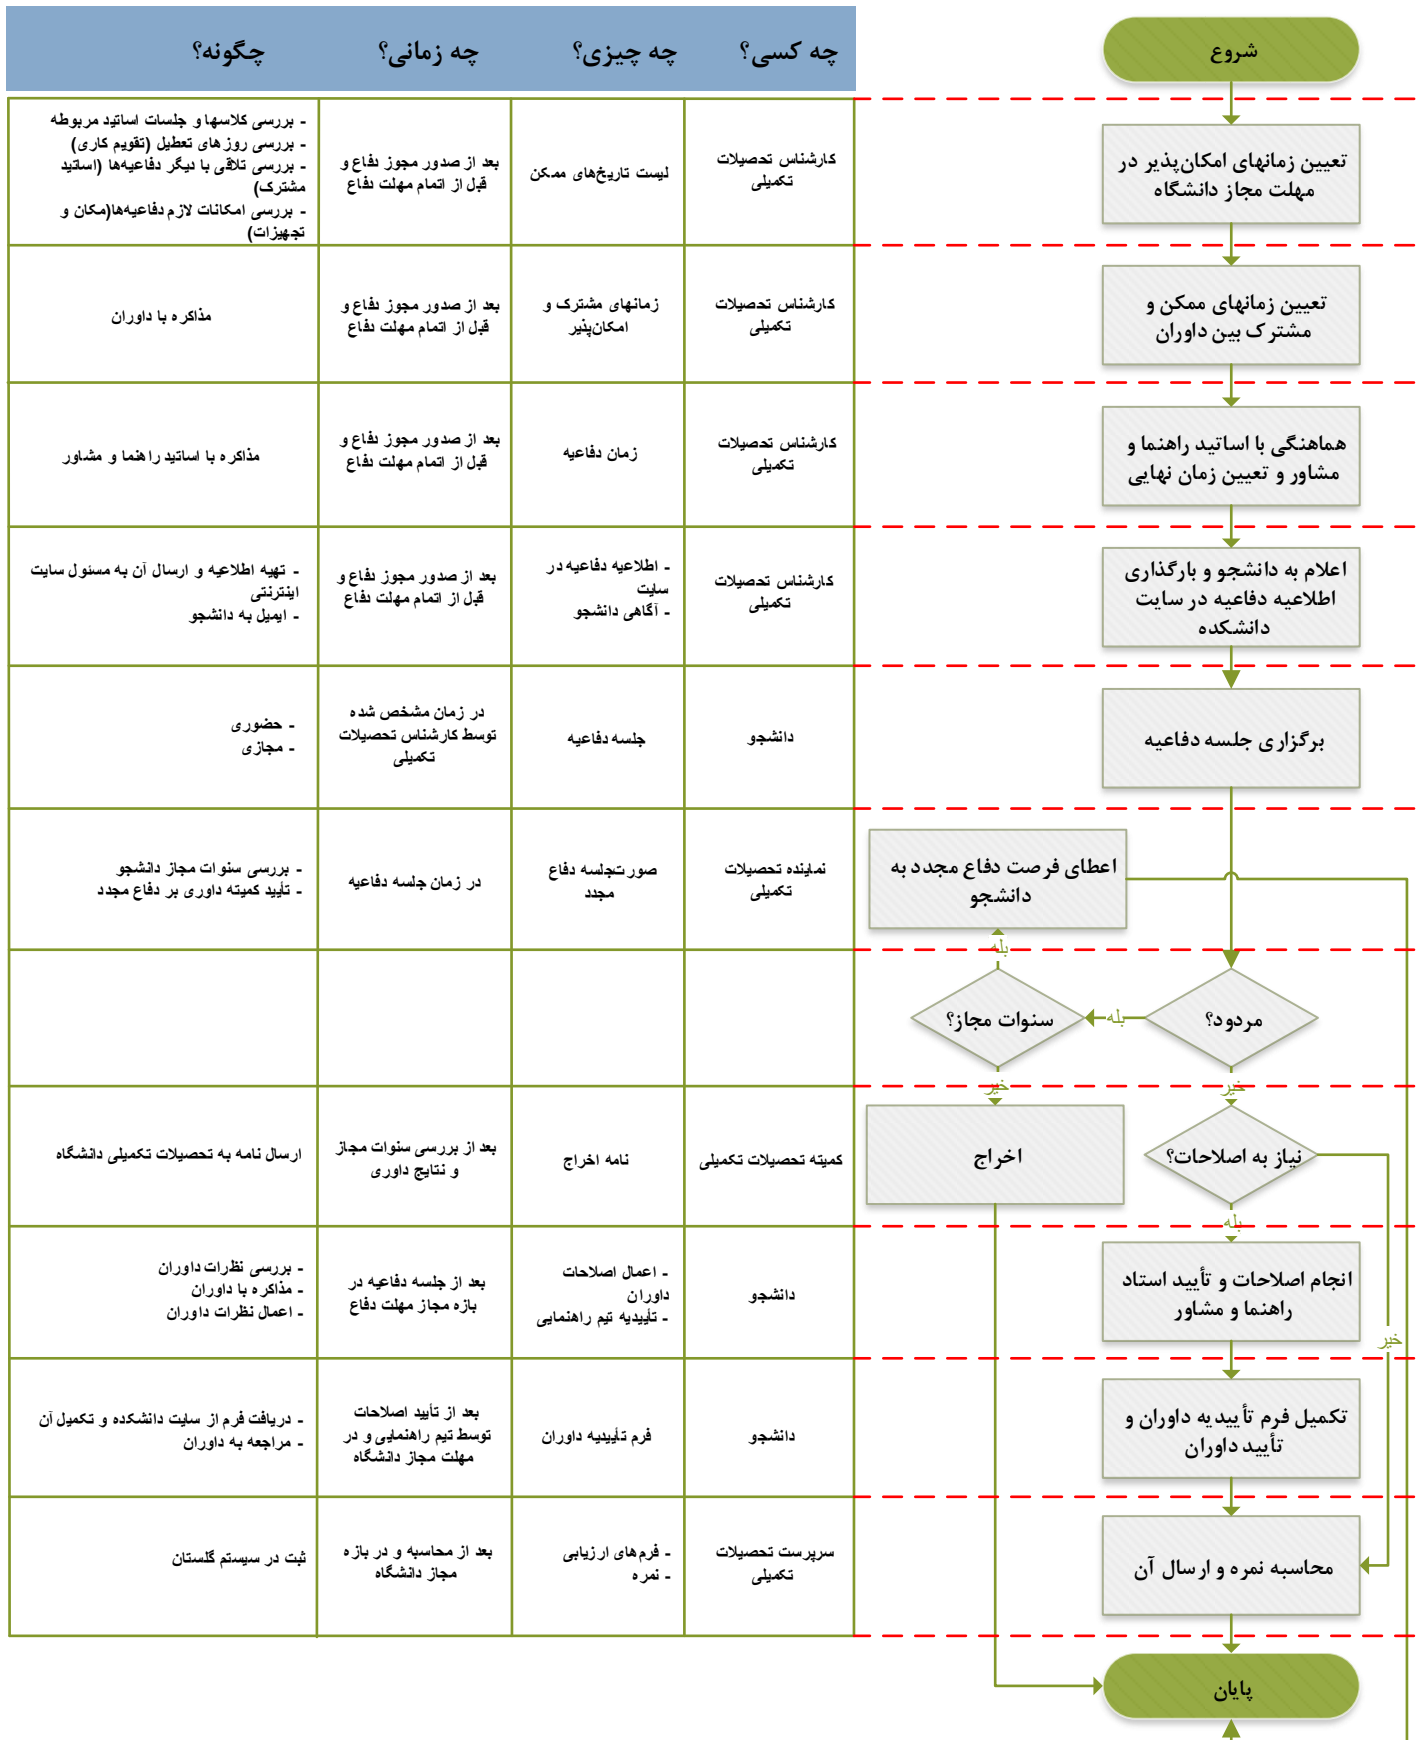 شروع
چه کسی؟
چه چیزی؟
چه زمانی؟
چگونه؟
تعیین زمانهای امکان‌پذیر در
مهلت مجاز دانشگاه
کارشناس تحصیلات
تکمیلی
لیست تاریخ‌های ممکن
بعد از صدور مجوز دفاع و
قبل از اتمام مهلت دفاع
- بررسی کلاسها و جلسات اساتید مربوطه
- بررسی روزهای تعطیل (تقویم کاری)
- بررسی تلاقی با دیگر دفاعیه‌ها (اساتید
مشترک)
- بررسی امکانات لازم دفاعیه‌ها(مکان و
تجهیزات)
تعیین زمانهای ممکن و
مشترک بین داوران
کارشناس تحصیلات
تکمیلی
زمانهای مشترک و
امکان‌پذیر
بعد از صدور مجوز دفاع و
قبل از اتمام مهلت دفاع
مذاکره با داوران
هماهنگی با اساتید راهنما و
مشاور و تعیین زمان نهایی
کارشناس تحصیلات
تکمیلی
زمان دفاعیه
بعد از صدور مجوز دفاع و
قبل از اتمام مهلت دفاع
مذاکره با اساتید راهنما و مشاور
اعلام به دانشجو و بارگذاری
اطلاعیه دفاعیه در سایت
دانشکده
کارشناس تحصیلات
تکمیلی
- اطلاعیه دفاعیه در
سایت
- آگاهی دانشجو
بعد از صدور مجوز دفاع و
قبل از اتمام مهلت دفاع
- تهیه اطلاعیه و ارسال آن به مسئول سایت
اینترنتی
- ایمیل به دانشجو
برگزاری جلسه دفاعیه
دانشجو
جلسه دفاعیه
در زمان مشخص شده
توسط کارشناس تحصیلات
تکمیلی
- حضوری
- مجازی
اعطای فرصت دفاع مجدد به
دانشجو
نماینده تحصیلات
تکمیلی
صورتجلسه دفاع
مجدد
در زمان جلسه دفاعیه
- بررسی سنوات مجاز دانشجو
- تأیید کمیته داوری بر دفاع مجدد
بله
مردود؟
بله
سنوات مجاز؟
خیر
خیر
نیاز به اصلاحات؟
اخراج
کمیته تحصیلات تکمیلی
نامه اخراج
بعد از بررسی سنوات مجاز
و نتایج داوری
ارسال نامه به تحصیلات تکمیلی دانشگاه
بله
انجام اصلاحات و تأیید استاد
راهنما و مشاور
دانشجو
- اعمال اصلاحات
داوران
- تأییدیه تیم راهنمایی
بعد از جلسه دفاعیه در
بازه مجاز مهلت دفاع
- بررسی نظرات داوران
- مذاکره با داوران
- اعمال نظرات داوران
خیر
تکمیل فرم تأییدیه داوران و
تأیید داوران
دانشجو
فرم تأییدیه داوران
بعد از تأیید اصلاحات
توسط تیم راهنمایی و در
مهلت مجاز دانشگاه
- دریافت فرم از سایت دانشکده و تکمیل آن
- مراجعه به داوران
محاسبه نمره و ارسال آن
سرپرست تحصیلات
تکمیلی
- فرم‌های ارزیابی
- نمره
بعد از محاسبه و در بازه
مجاز دانشگاه
ثبت در سیستم گلستان
پایان